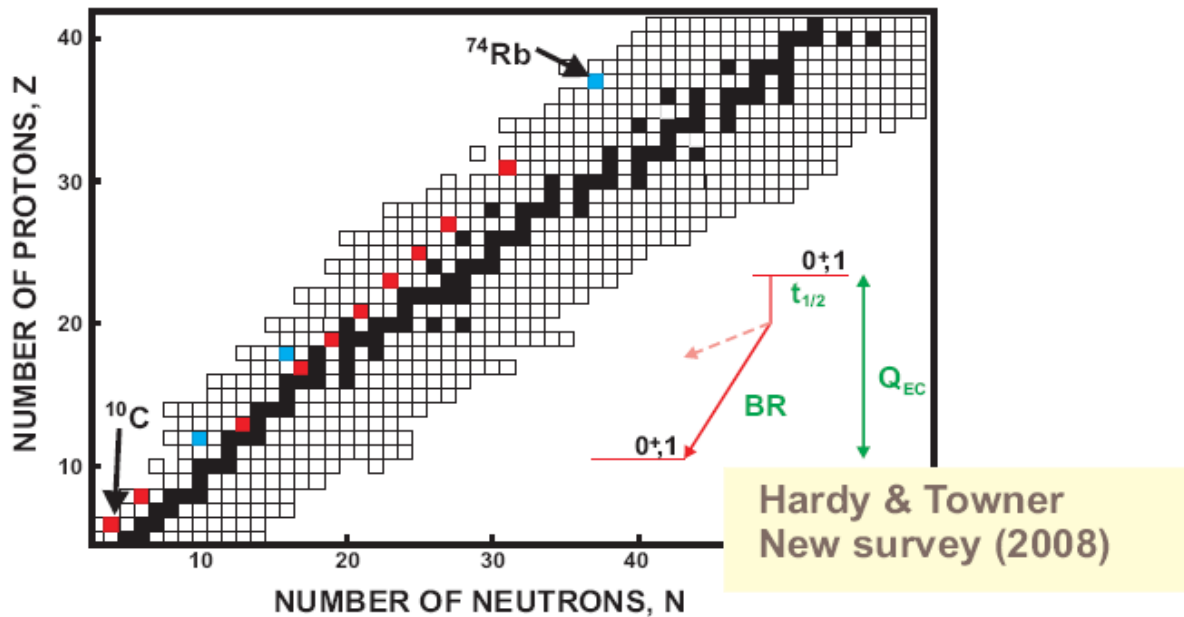 NUMBER OF PROTONS, Z
40
30
20
10
⁷⁴Rb
¹⁰C
0⁺,1
t₁/₂
Q_EC
BR
0⁺,1
10
20
30
40
NUMBER OF NEUTRONS, N
Hardy & Towner
New survey (2008)